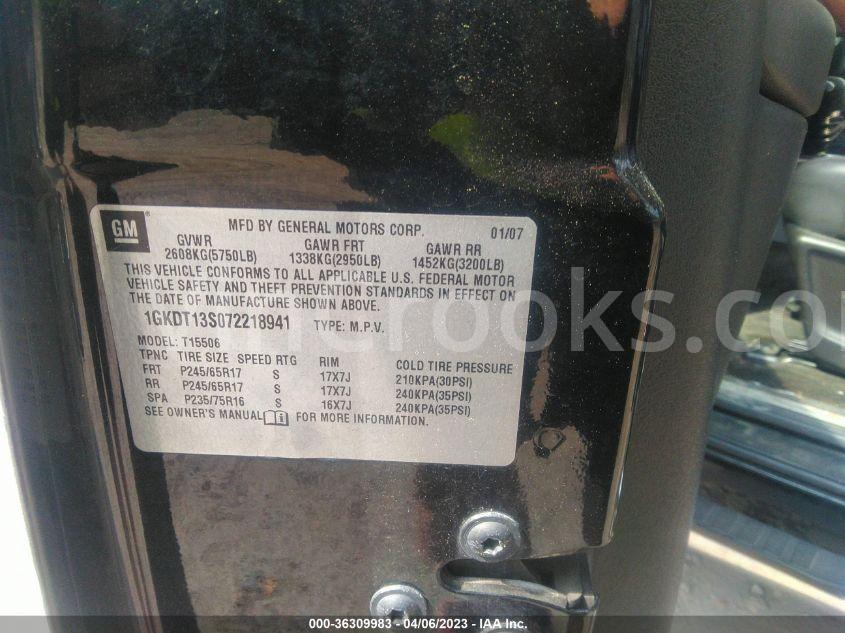 GM
MFD BY GENERAL MOTORS CORP. 01/07
GVWR GAWR FRT GAWR RR
2608KG(5750LB) 1338KG(2950LB) 1452KG(3200LB)
THIS VEHICLE CONFORMS TO ALL APPLICABLE U.S. FEDERAL MOTOR
VEHICLE SAFETY AND THEFT PREVENTION STANDARDS IN EFFECT ON
THE DATE OF MANUFACTURE SHOWN ABOVE.
1GKDT13S072218941 TYPE: M.P.V.
MODEL: T15506
TPNC TIRE SIZE SPEED RTG RIM COLD TIRE PRESSURE
FRT P245/65R17 S 17X7J 210KPA(30PSI)
RR P245/65R17 S 17X7J 240KPA(35PSI)
SPA P235/75R16 S 16X7J 240KPA(35PSI)
SEE OWNER'S MANUAL FOR MORE INFORMATION.
000-36309983 - 04/06/2023 - 000-000-0000